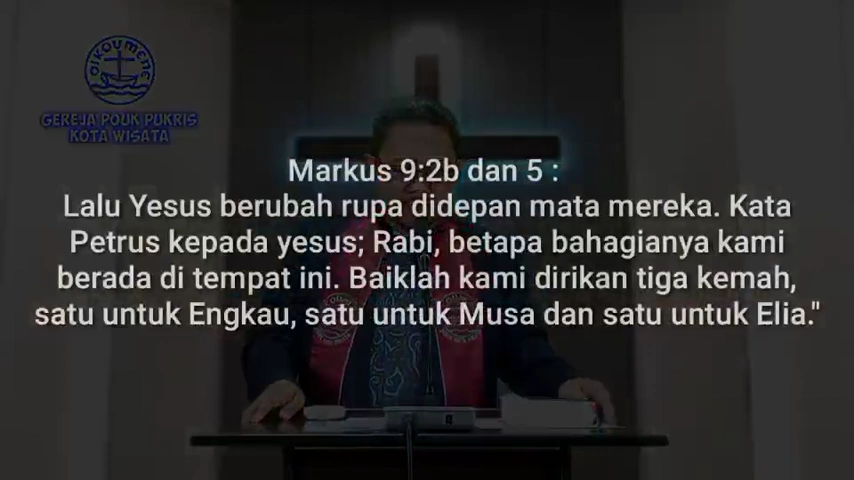 OIKOUMENE
GEREJA POUK PUKRIS
KOTA WISATA
Markus 9:2b dan 5 :
Lalu Yesus berubah rupa didepan mata mereka. Kata
Petrus kepada yesus; Rabi, betapa bahagianya kami
berada di tempat ini. Baiklah kami dirikan tiga kemah,
satu untuk Engkau, satu untuk Musa dan satu untuk Elia."